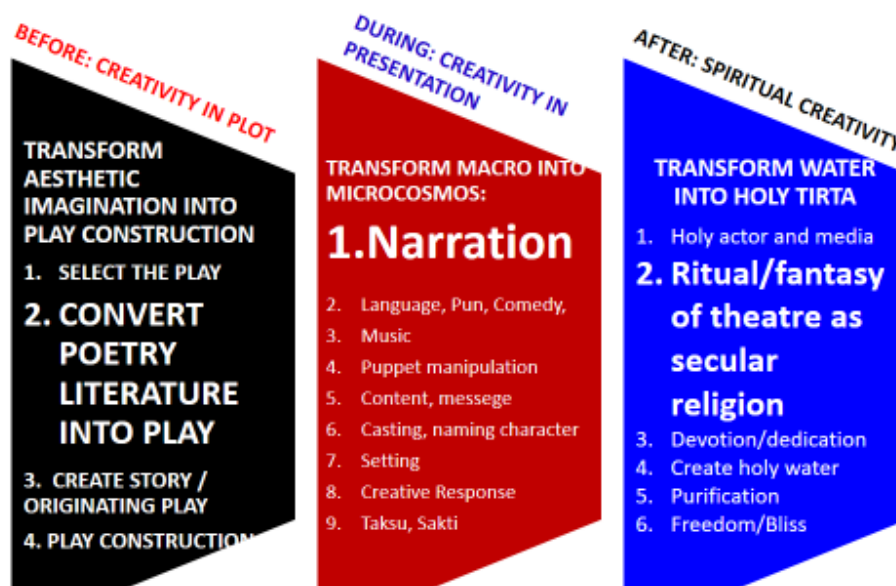 BEFORE: CREATIVITY IN PLOT
TRANSFORM
AESTHETIC
IMAGINATION INTO
PLAY CONSTRUCTION
1. SELECT THE PLAY
2. CONVERT
POETRY
LITERATURE
INTO PLAY
3. CREATE STORY /
ORIGINATING PLAY
4. PLAY CONSTRUCTION
DURING: CREATIVITY IN
PRESENTATION
TRANSFORM MACRO INTO
MICROCOSMOS:
1.Narration
2. Language, Pun, Comedy,
3. Music
4. Puppet manipulation
5. Content, messege
6. Casting, naming character
7. Setting
8. Creative Response
9. Taksu, Sakti
AFTER: SPIRITUAL CREATIVITY
TRANSFORM WATER
INTO HOLY TIRTA
1. Holy actor and media
2. Ritual/fantasy
of theatre as
secular
religion
3. Devotion/dedication
4. Create holy water
5. Purification
6. Freedom/Bliss